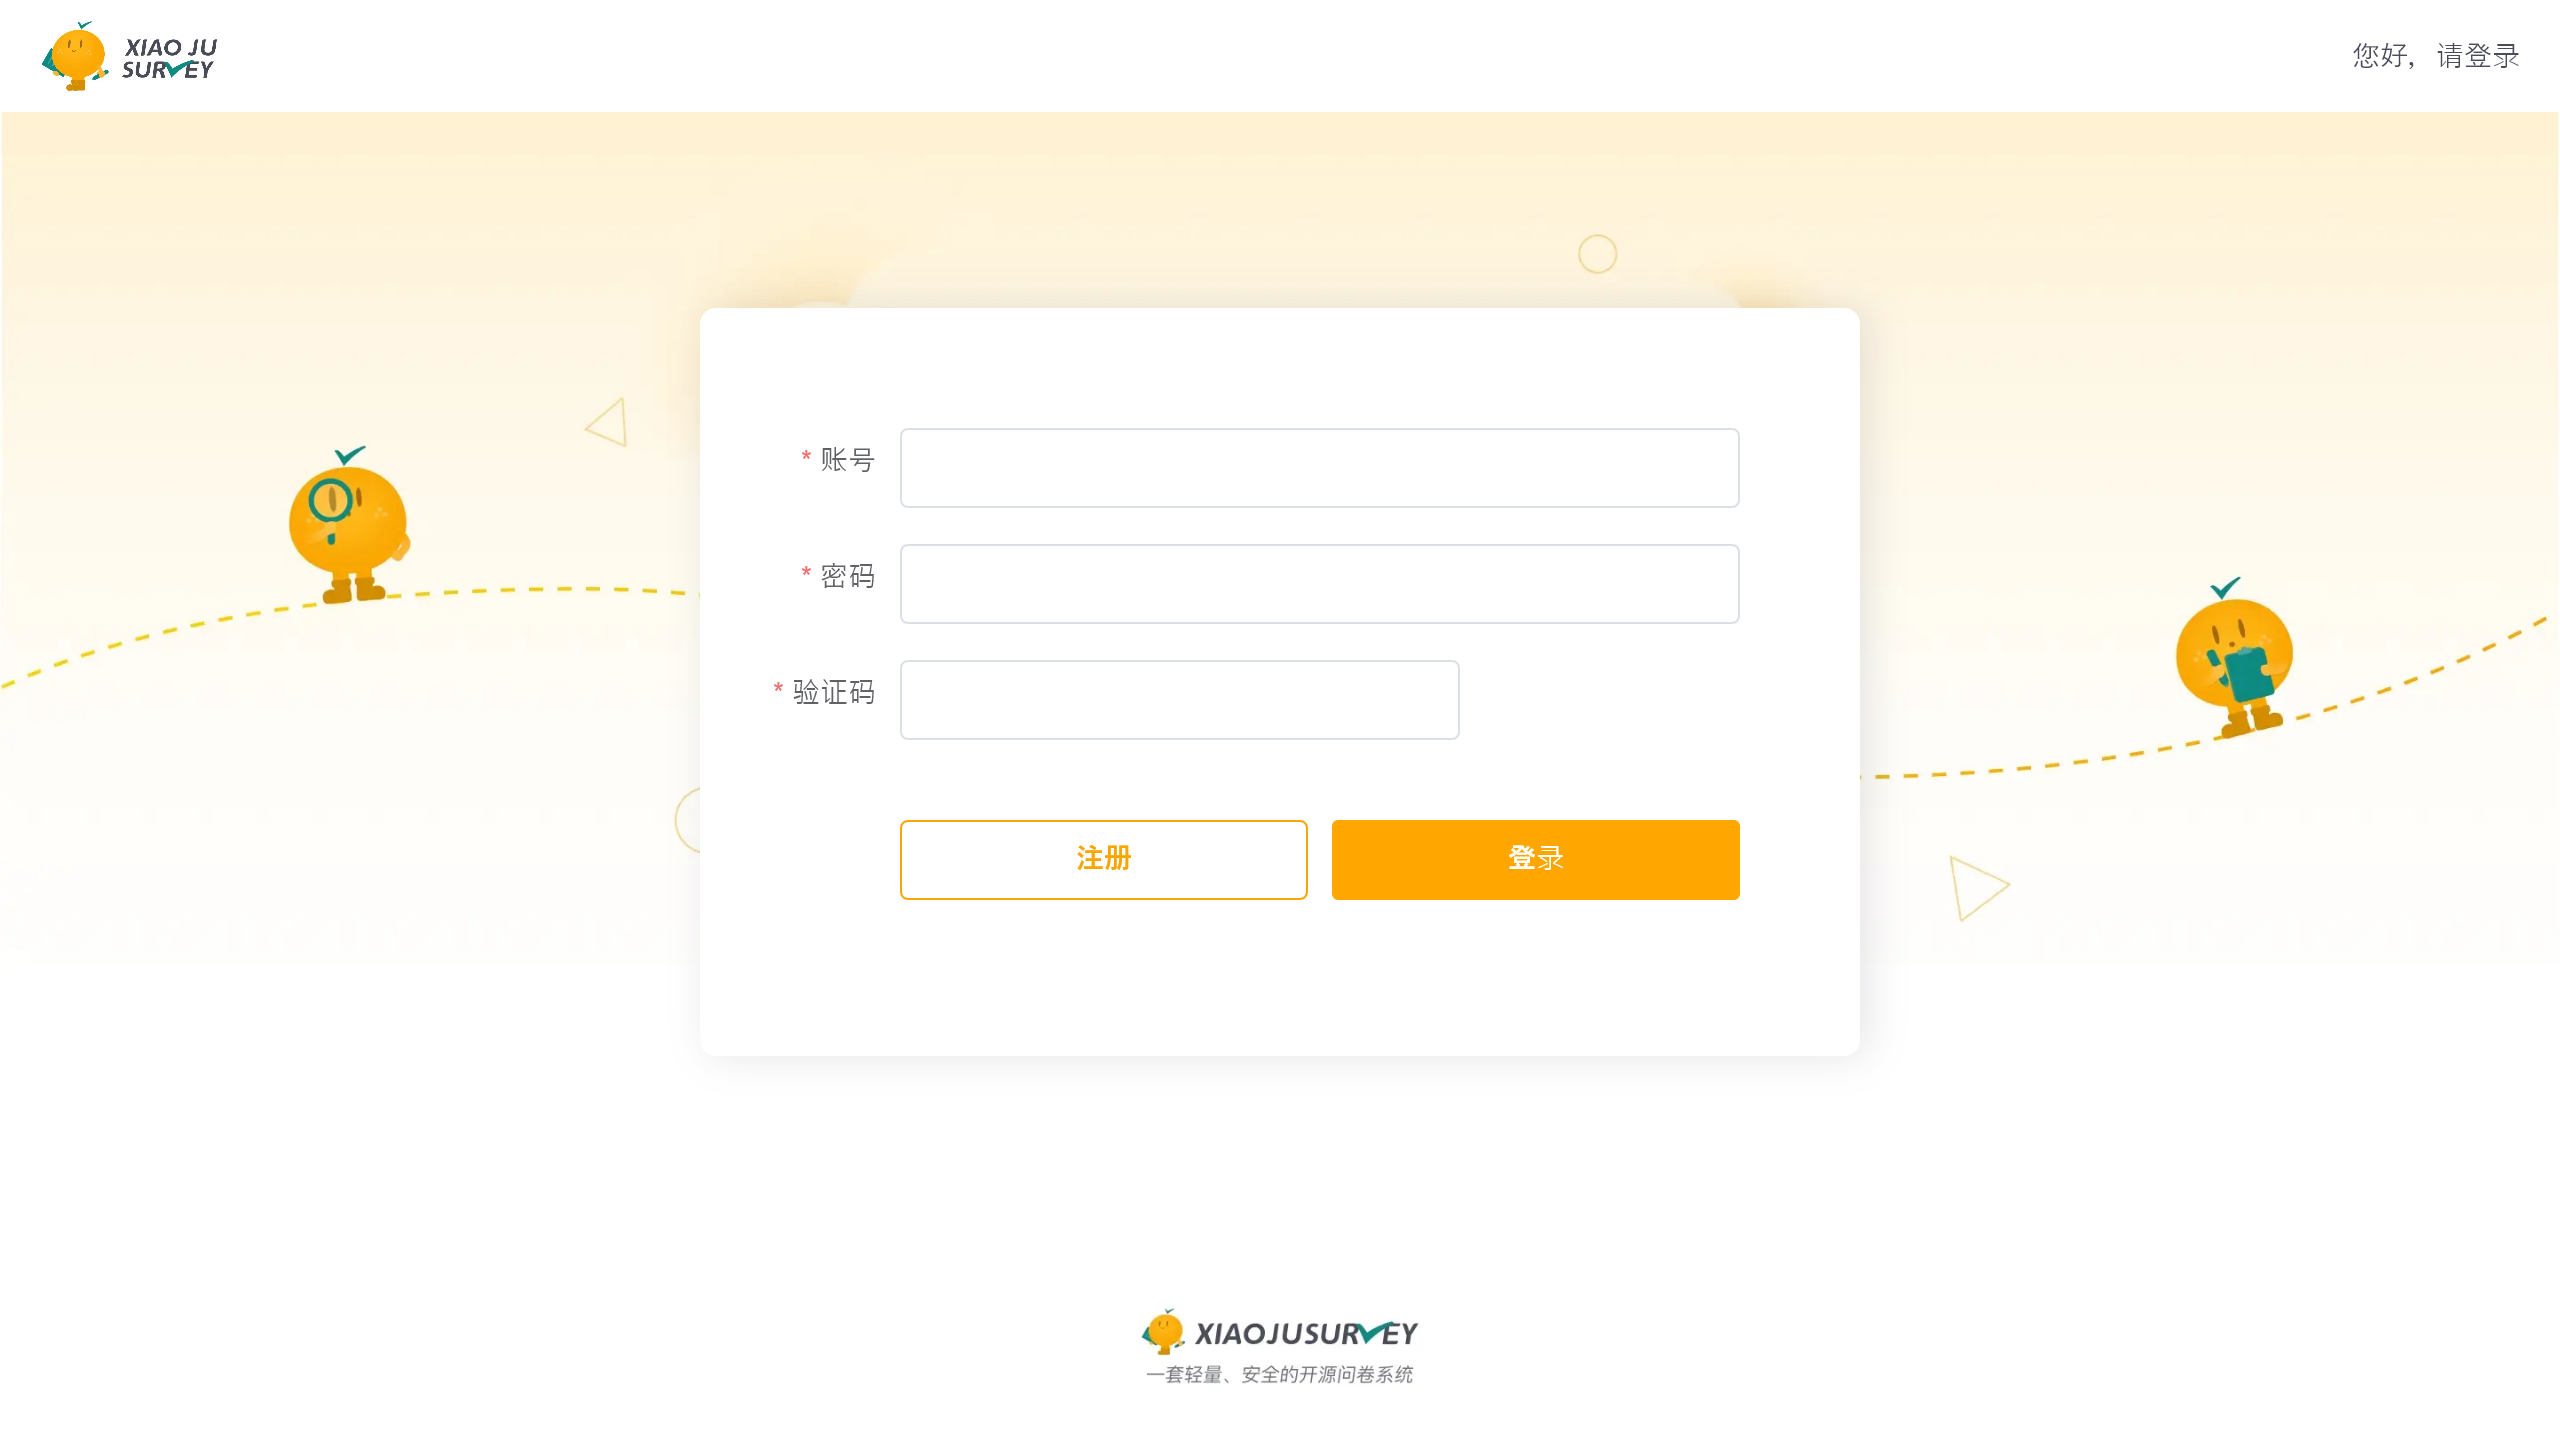 XIAO JU
SURVEY
您好，请登录
* 账号
* 密码
* 验证码
注册
登录
XIAOJUSURVEY
一套轻量、安全的开源问卷系统